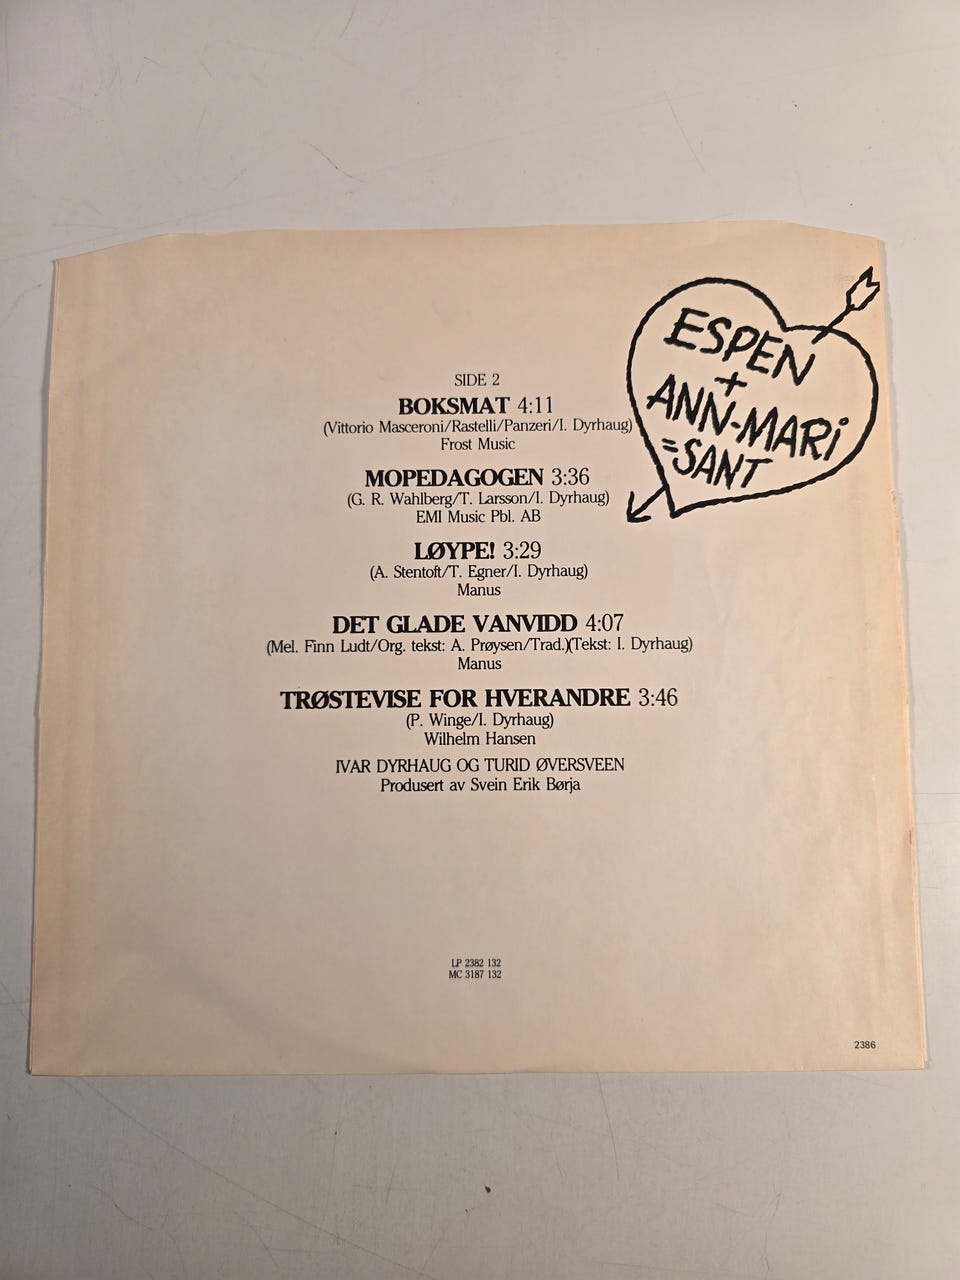 ESPEN
+
ANN-MARi
=SANT
SIDE 2
BOKSMAT 4:11
(Vittorio Masceroni/Rastelli/Panzeri/I. Dyrhaug)
Frost Music
MOPEDAGOGEN 3:36
(G. R. Wahlberg/T. Larsson/I. Dyrhaug)
EMI Music Pbl. AB
LØYPE! 3:29
(A. Stentoft/T. Egner/I. Dyrhaug)
Manus
DET GLADE VANVIDD 4:07
(Mel. Finn Ludt/Org. tekst: A. Prøysen/Trad.)(Tekst: I. Dyrhaug)
Manus
TRØSTEVISE FOR HVERANDRE 3:46
(P. Winge/I. Dyrhaug)
Wilhelm Hansen
IVAR DYRHAUG OG TURID ØVERSVEEN
Produsert av Svein Erik Børja
LP 2382 132
MC 3187 132
2386